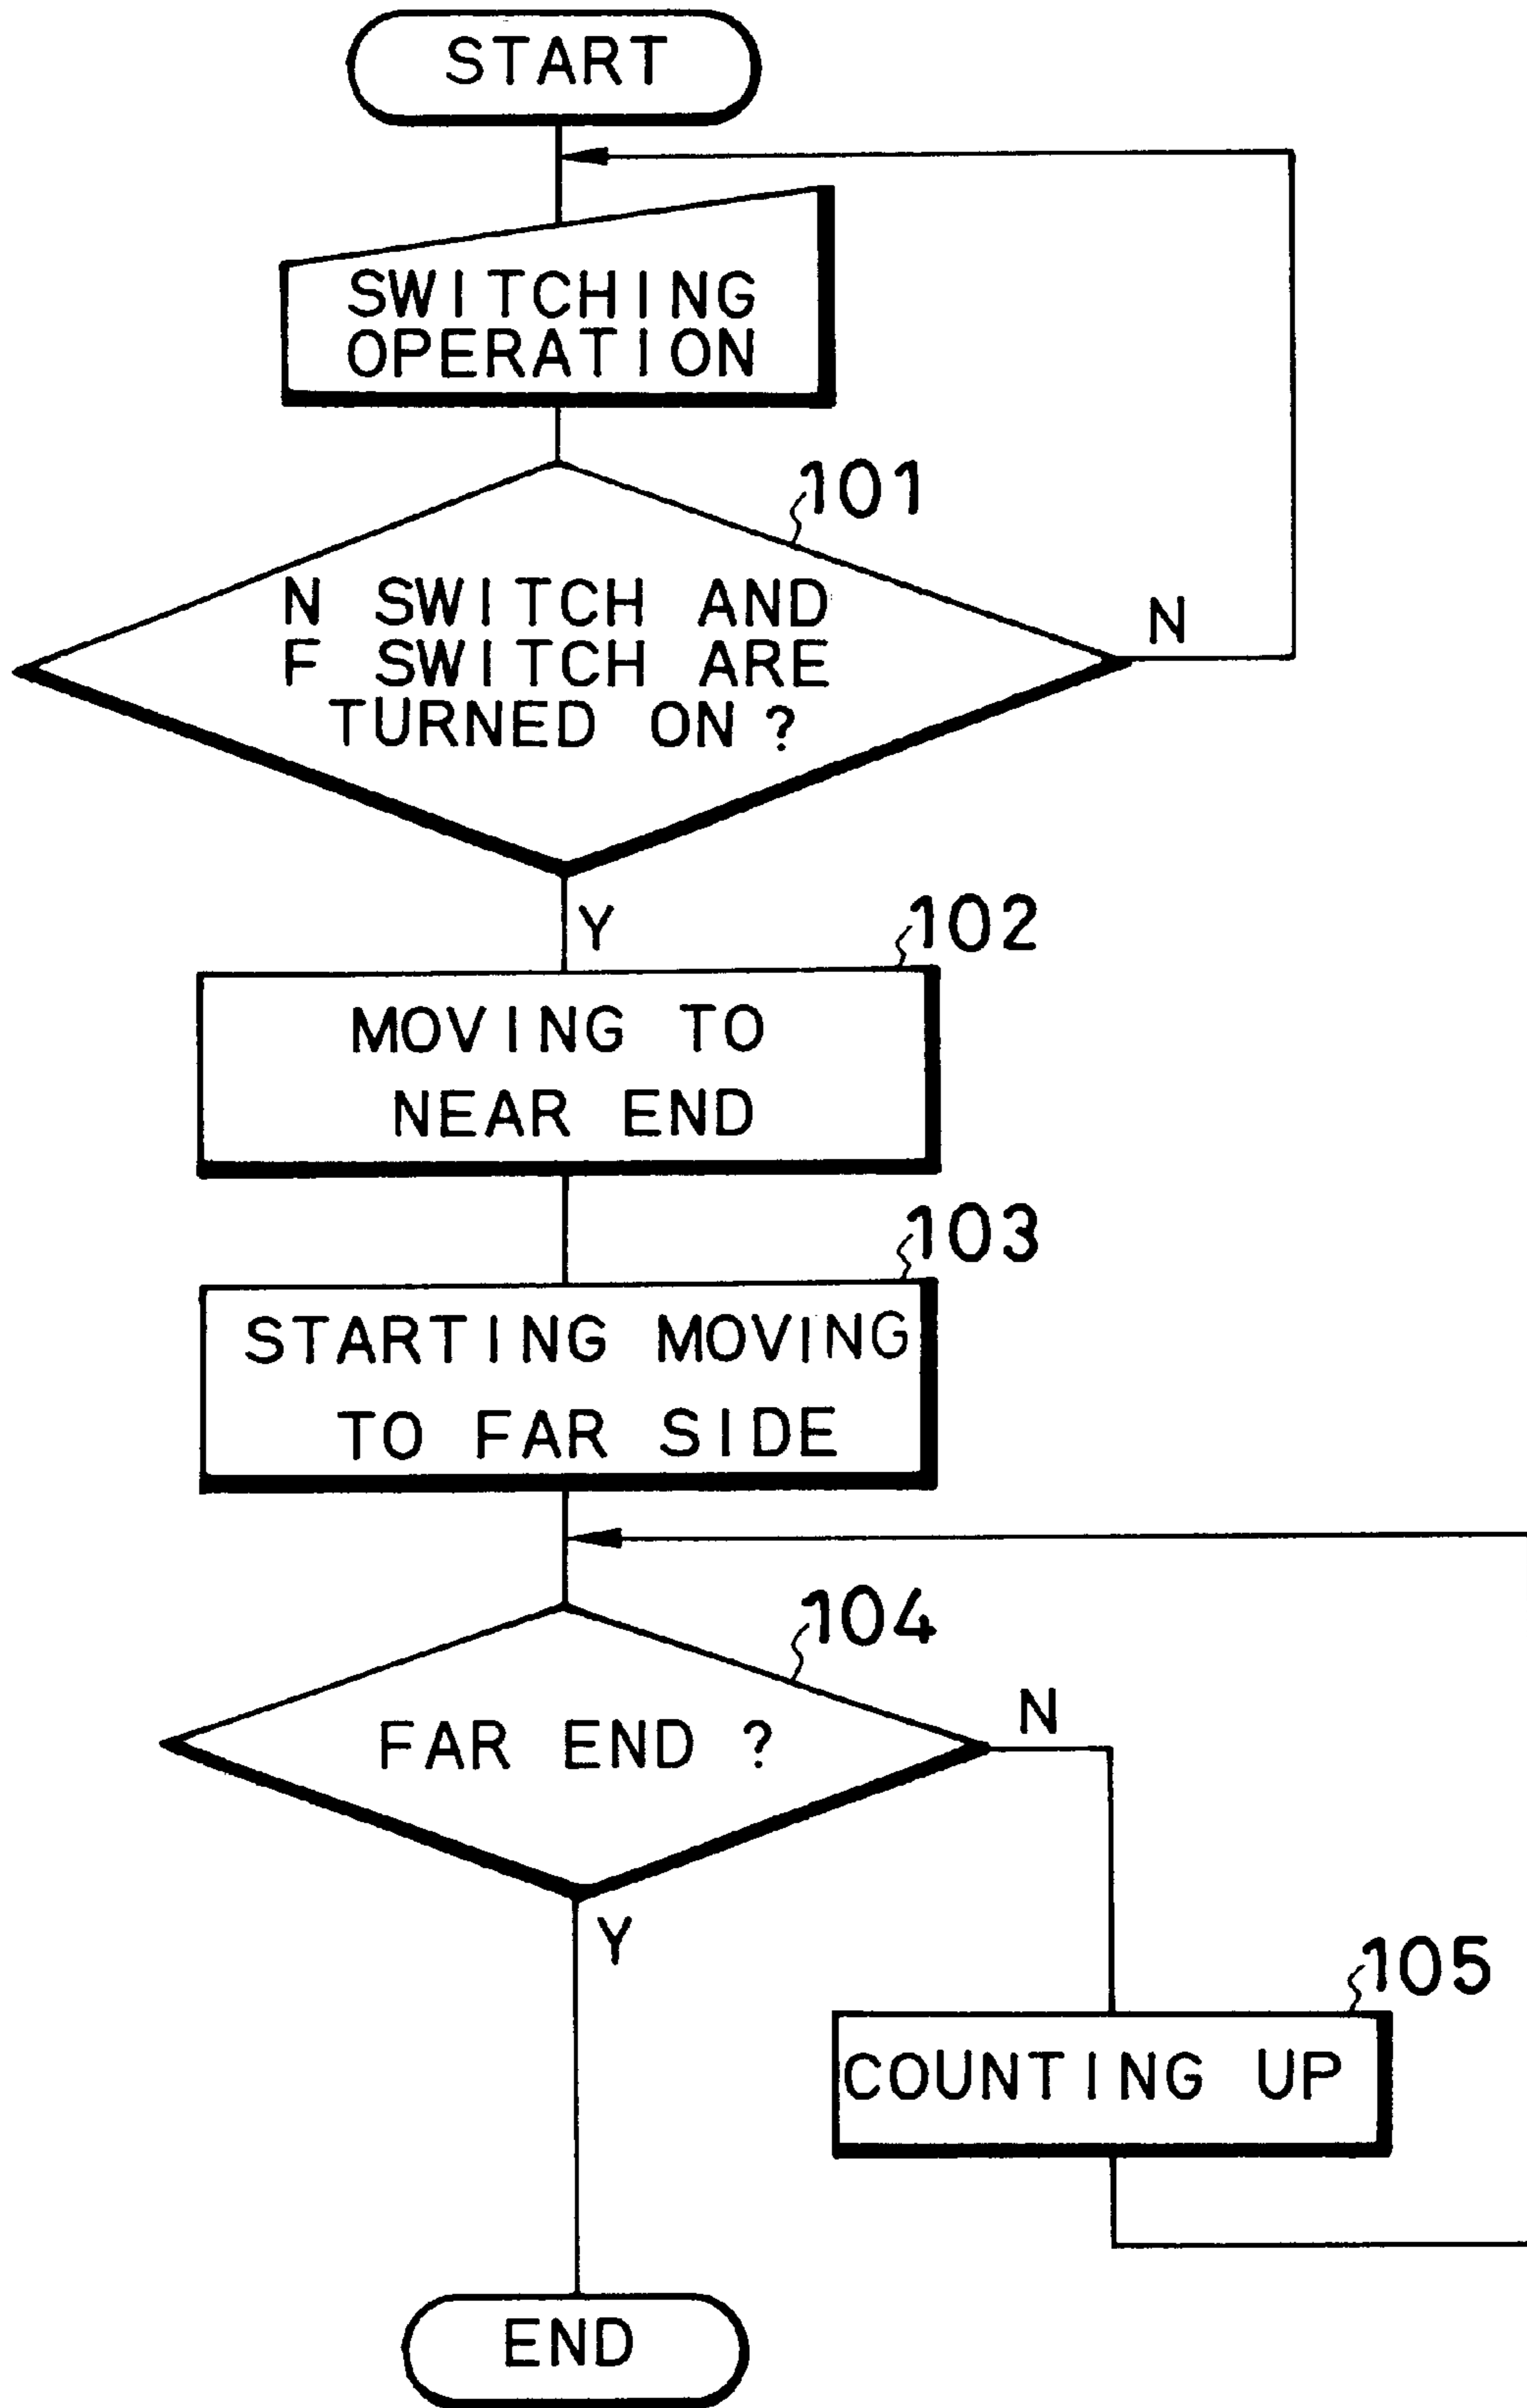 START
SWITCHING
OPERATION
101
N SWITCH AND
F SWITCH ARE
TURNED ON ?
N
Y
102
MOVING TO
NEAR END
103
STARTING MOVING
TO FAR SIDE
104
FAR END ?
N
Y
105
COUNTING UP
END